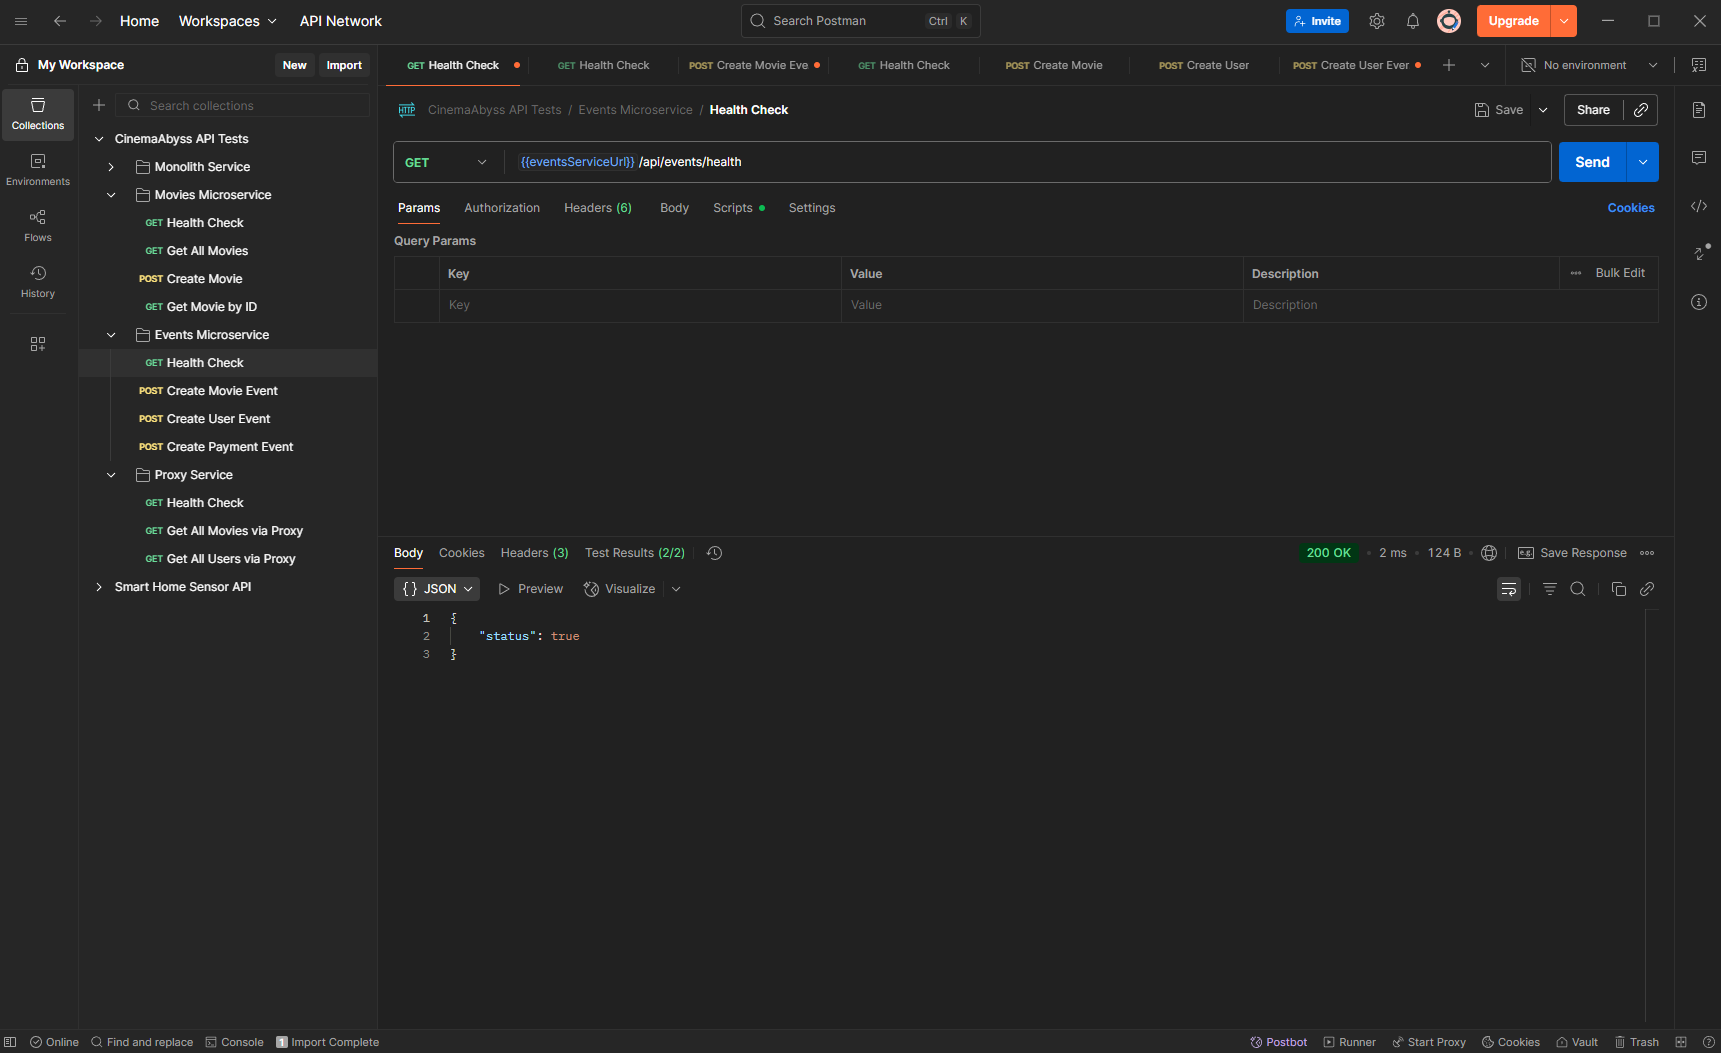 Home Workspaces API Network Search Postman Ctrl K Invite Upgrade
My Workspace New Import
GET Health Check GET Health Check POST Create Movie Eve GET Health Check POST Create Movie POST Create User POST Create User Ever No environment
Collections
Environments
Flows
History
Search collections
CinemaAbyss API Tests
Monolith Service
Movies Microservice
GET Health Check
GET Get All Movies
POST Create Movie
GET Get Movie by ID
Events Microservice
GET Health Check
POST Create Movie Event
POST Create User Event
POST Create Payment Event
Proxy Service
GET Health Check
GET Get All Movies via Proxy
GET Get All Users via Proxy
Smart Home Sensor API
HTTP CinemaAbyss API Tests / Events Microservice / Health Check Save Share
GET {{eventsServiceUrl}} /api/events/health Send
Params Authorization Headers (6) Body Scripts Settings Cookies
Query Params
Key Value Description Bulk Edit
Key Value Description
Body Cookies Headers (3) Test Results (2/2) 200 OK 2 ms 124 B e.g. Save Response
{} JSON Preview Visualize
1 {
2 "status": true
3 }
Online Find and replace Console 1 Import Complete Postbot Runner Start Proxy Cookies Vault Trash